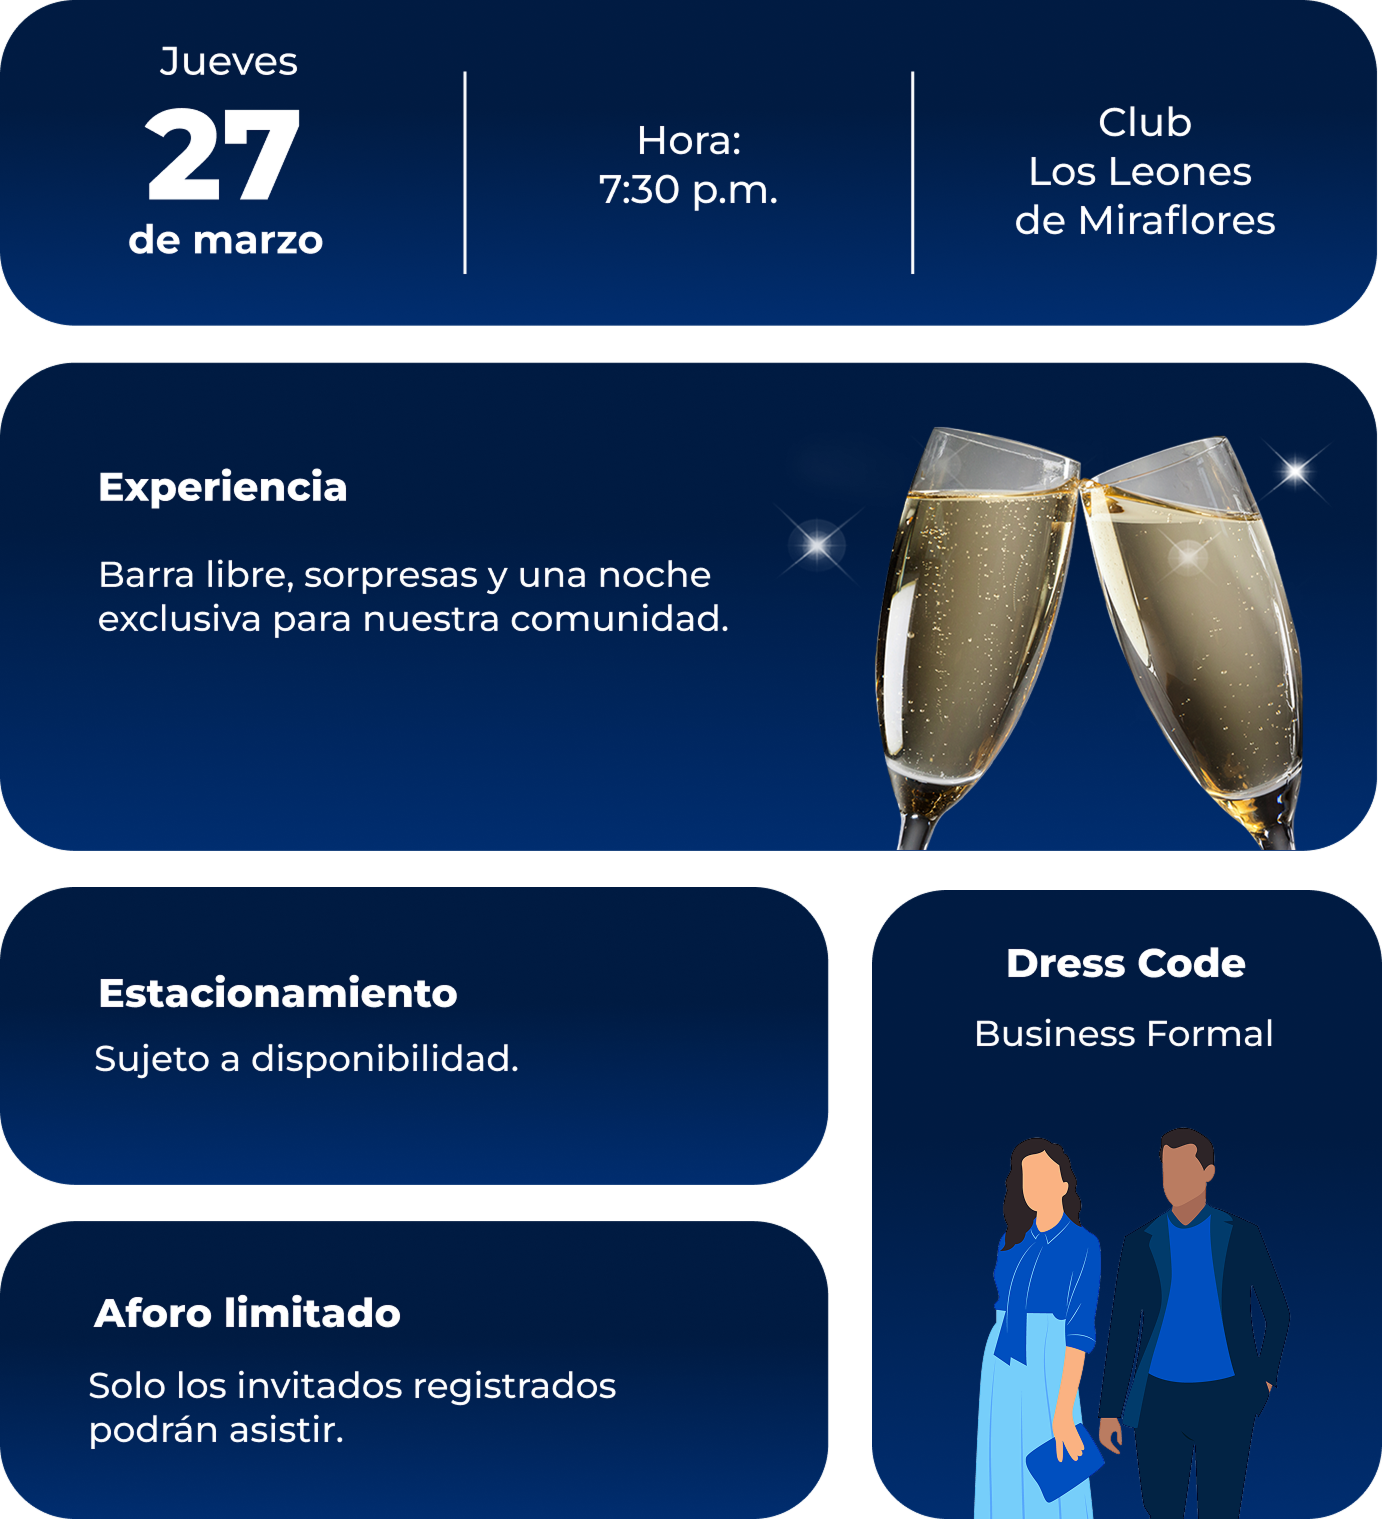 Jueves
27
de marzo
Hora:
7:30 p.m.
Club
Los Leones
de Miraflores
Experiencia
Barra libre, sorpresas y una noche
exclusiva para nuestra comunidad.
Estacionamiento
Sujeto a disponibilidad.
Dress Code
Business Formal
Aforo limitado
Solo los invitados registrados
podrán asistir.